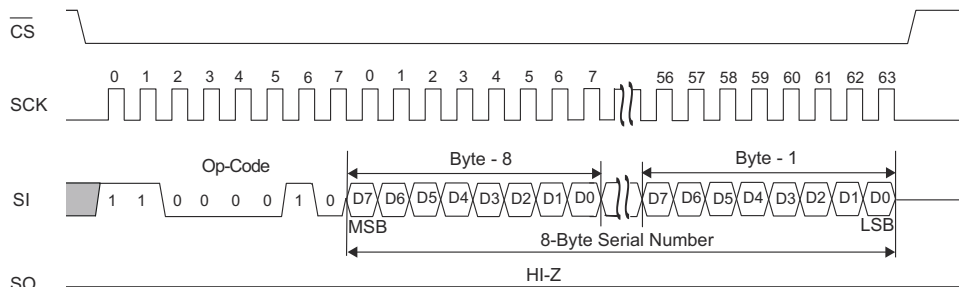 CS
0 1 2 3 4 5 6 7 0 1 2 3 4 5 6 7 56 57 58 59 60 61 62 63
SCK
Op-Code Byte - 8 Byte - 1
SI 1 1 0 0 0 0 1 0 D7 D6 D5 D4 D3 D2 D1 D0 D7 D6 D5 D4 D3 D2 D1 D0
MSB LSB
8-Byte Serial Number
HI-Z
SO